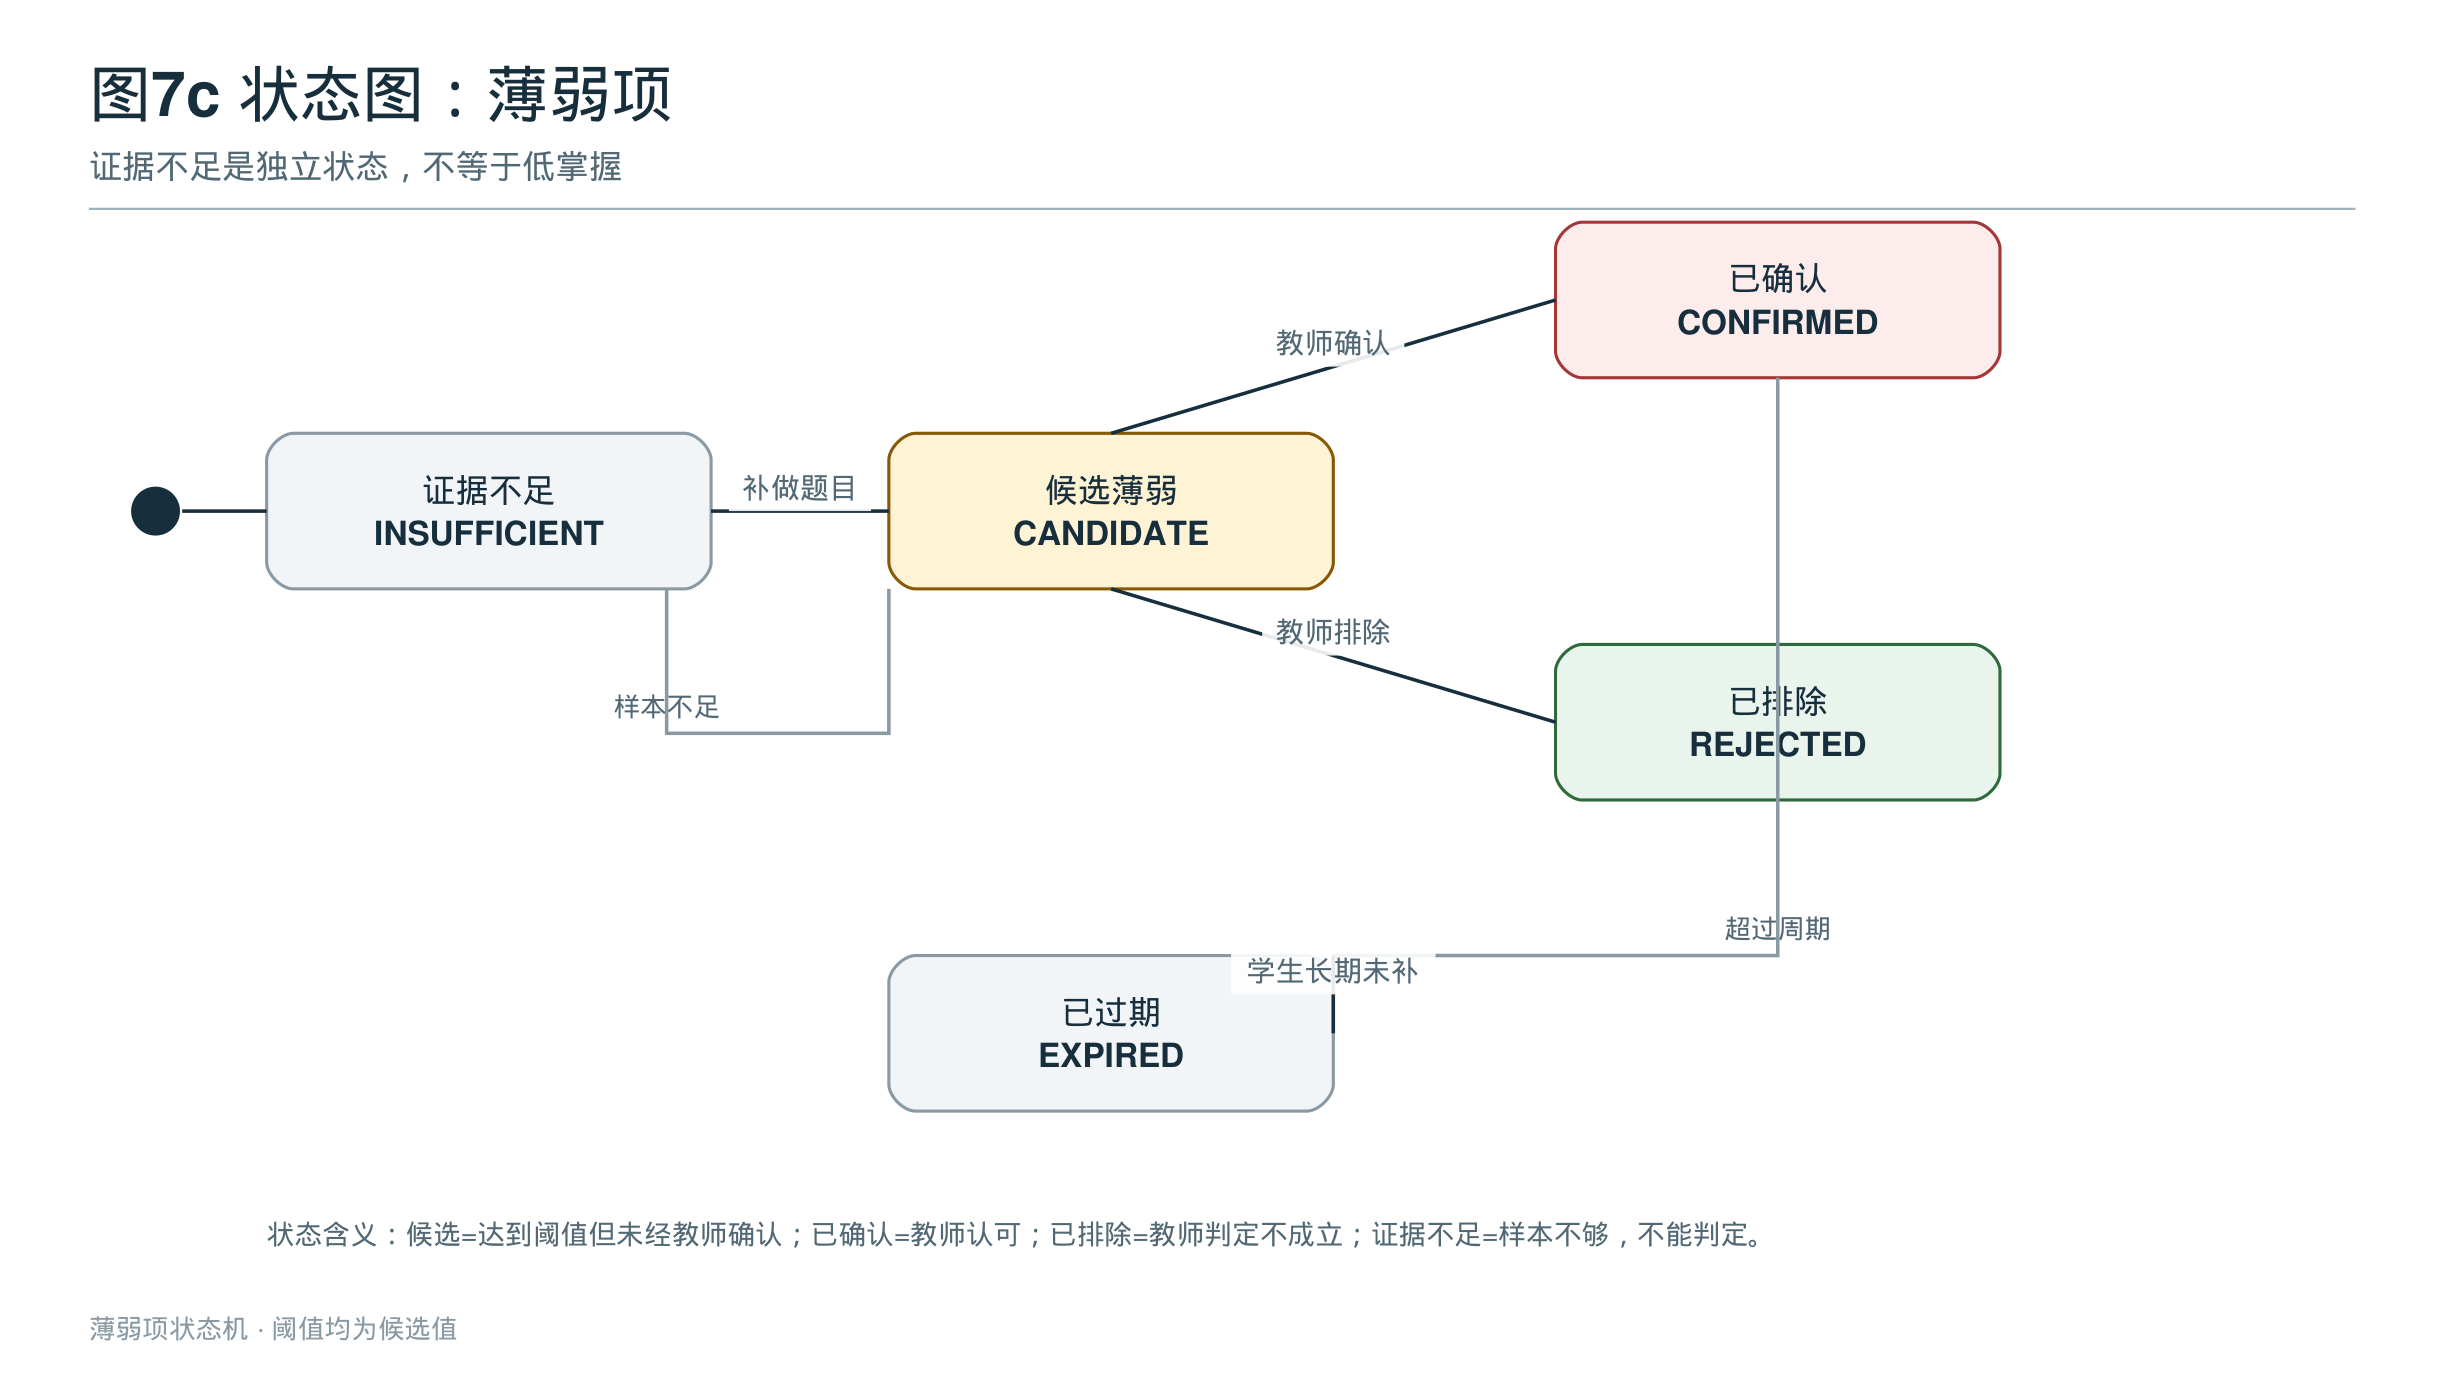 图7c 状态图：薄弱项
证据不足是独立状态，不等于低掌握
已确认
CONFIRMED
教师确认
证据不足
INSUFFICIENT
补做题目
候选薄弱
CANDIDATE
教师排除
样本不足
已排除
REJECTED
超过周期
学生长期未补
已过期
EXPIRED
状态含义：候选=达到阈值但未经教师确认；已确认=教师认可；已排除=教师判定不成立；证据不足=样本不够，不能判定。
薄弱项状态机 · 阈值均为候选值